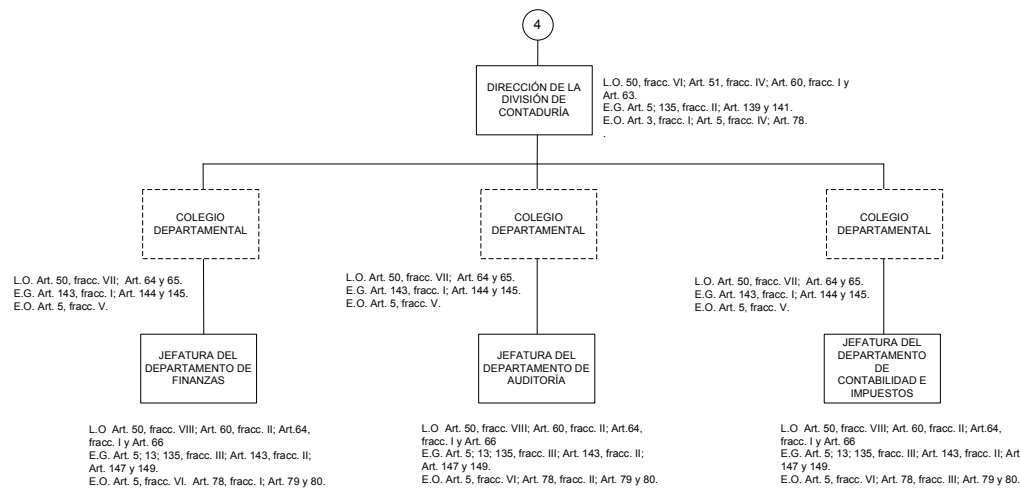 4
DIRECCIÓN DE LA
DIVISIÓN DE
CONTADURÍA
L.O. 50, fracc. VI; Art. 51, fracc. IV; Art. 60, fracc. I y
Art. 63.
E.G. Art. 5; 135, fracc. II; Art. 139 y 141.
E.O. Art. 3, fracc. I; Art. 5, fracc. IV; Art. 78.
.
COLEGIO
DEPARTAMENTAL
COLEGIO
DEPARTAMENTAL
COLEGIO
DEPARTAMENTAL
L.O. Art. 50, fracc. VII; Art. 64 y 65.
E.G. Art. 143, fracc. I; Art. 144 y 145.
E.O. Art. 5, fracc. V.
L.O. Art. 50, fracc. VII; Art. 64 y 65.
E.G. Art. 143, fracc. I; Art. 144 y 145.
E.O. Art. 5, fracc. V.
L.O. Art. 50, fracc. VII; Art. 64 y 65.
E.G. Art. 143, fracc. I; Art. 144 y 145.
E.O. Art. 5, fracc. V.
JEFATURA DEL
DEPARTAMENTO DE
FINANZAS
JEFATURA DEL
DEPARTAMENTO DE
AUDITORÍA
JEFATURA DEL
DEPARTAMENTO
DE
CONTABILIDAD E
IMPUESTOS
L.O Art. 50, fracc. VIII; Art. 60, fracc. II; Art.64,
fracc. I y Art. 66
E.G. Art. 5; 13; 135, fracc. III; Art. 143, fracc. II;
Art. 147 y 149.
E.O. Art. 5, fracc. VI. Art. 78, fracc. I; Art. 79 y 80.
L.O Art. 50, fracc. VIII; Art. 60, fracc. II; Art.64,
fracc. I y Art. 66
E.G. Art. 5; 13; 135, fracc. III; Art. 143, fracc. II;
Art. 147 y 149.
E.O. Art. 5, fracc. VI; Art. 78, fracc. II; Art. 79 y 80.
L.O Art. 50, fracc. VIII; Art. 60, fracc. II; Art.64,
fracc. I y Art. 66
E.G. Art. 5; 13; 135, fracc. III; Art. 143, fracc. II; Art
147 y 149.
E.O. Art. 5, fracc. VI; Art. 78, fracc. III; Art. 79 y 80.